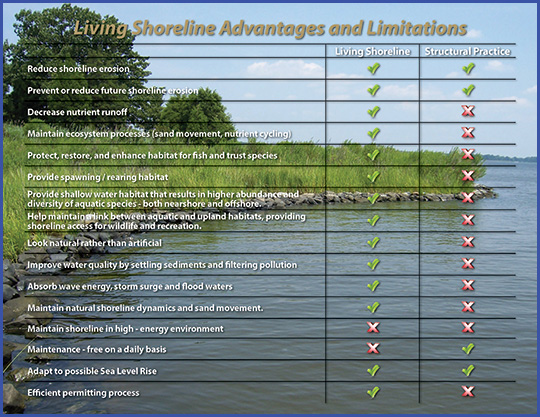 Living Shoreline Advantages and Limitations
Living Shoreline Structural Practice
Reduce shoreline erosion
Prevent or reduce future shoreline erosion
Decrease nutrient runoff
Maintain ecosystem processes (sand movement, nutrient cycling)
Protect, restore, and enhance habitat for fish and trust species
Provide spawning / rearing habitat
Provide shallow water habitat that results in higher abundance and
diversity of aquatic species - both nearshore and offshore.
Help maintain link between aquatic and upland habitats, providing
shoreline access for wildlife and recreation.
Look natural rather than artificial
Improve water quality by settling sediments and filtering pollution
Absorb wave energy, storm surge and flood waters
Maintain natural shoreline dynamics and sand movement.
Maintain shoreline in high - energy environment
Maintenance - free on a daily basis
Adapt to possible Sea Level Rise
Efficient permitting process